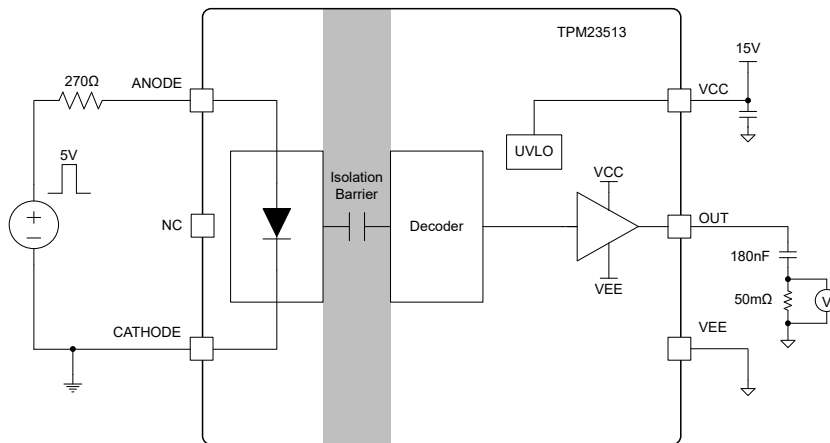 TPM23513
15V
270Ω
ANODE
VCC
5V
UVLO
Isolation
Barrier
VCC
+
−
NC
Decoder
OUT
180nF
VEE
50mΩ
V
CATHODE
VEE